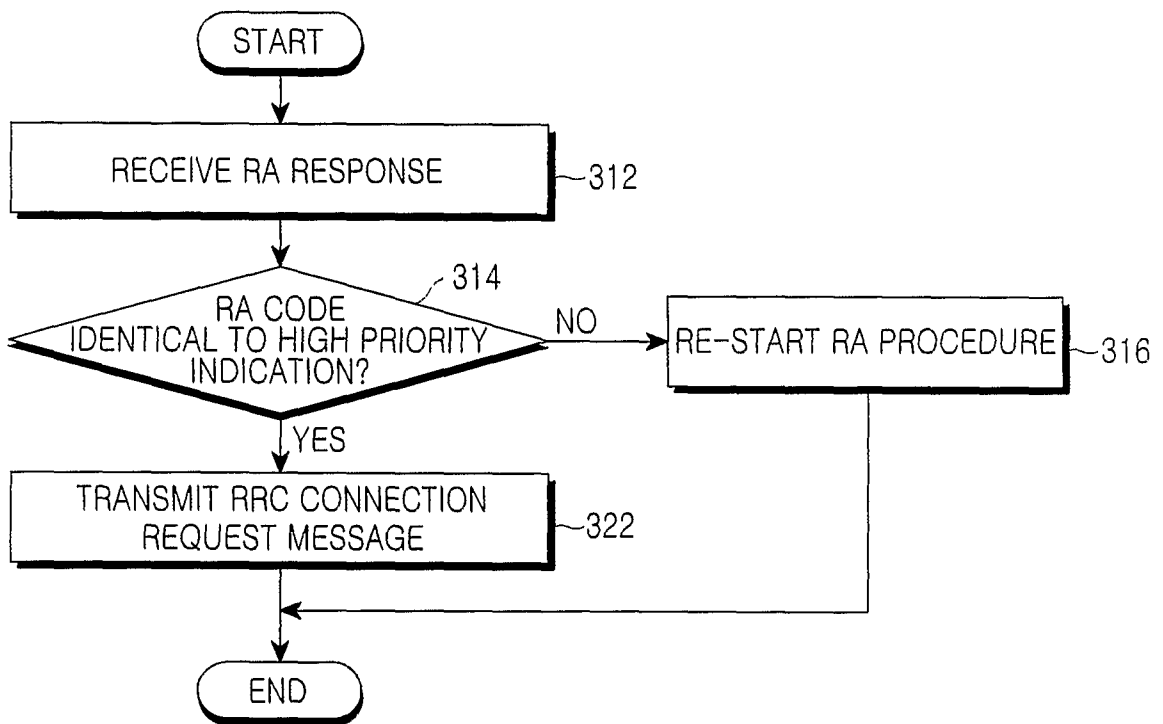 START
RECEIVE RA RESPONSE
312
314
RA CODE
IDENTICAL TO HIGH PRIORITY
INDICATION?
NO
RE-START RA PROCEDURE
316
YES
TRANSMIT RRC CONNECTION
REQUEST MESSAGE
322
END